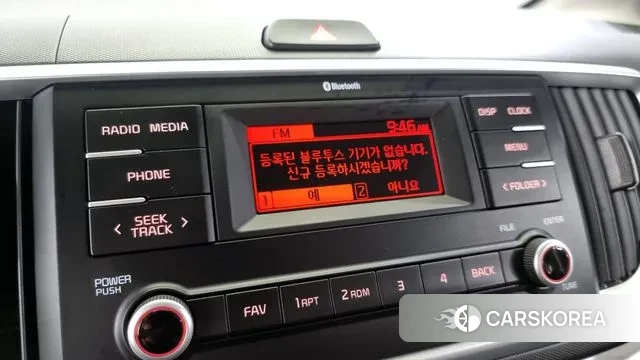 Bluetooth
RADIO MEDIA
PHONE
< SEEK TRACK >
FM 9:46 AM
등록된 블루투스 기기가 없습니다.
신규 등록하시겠습니까?
1 예 2 아니요
DISP CLOCK
MENU
< FOLDER >
POWER
PUSH
FAV
1 RPT
2 RDM
3
4
BACK
FILE
ENTER
TUNE
CARSKOREA